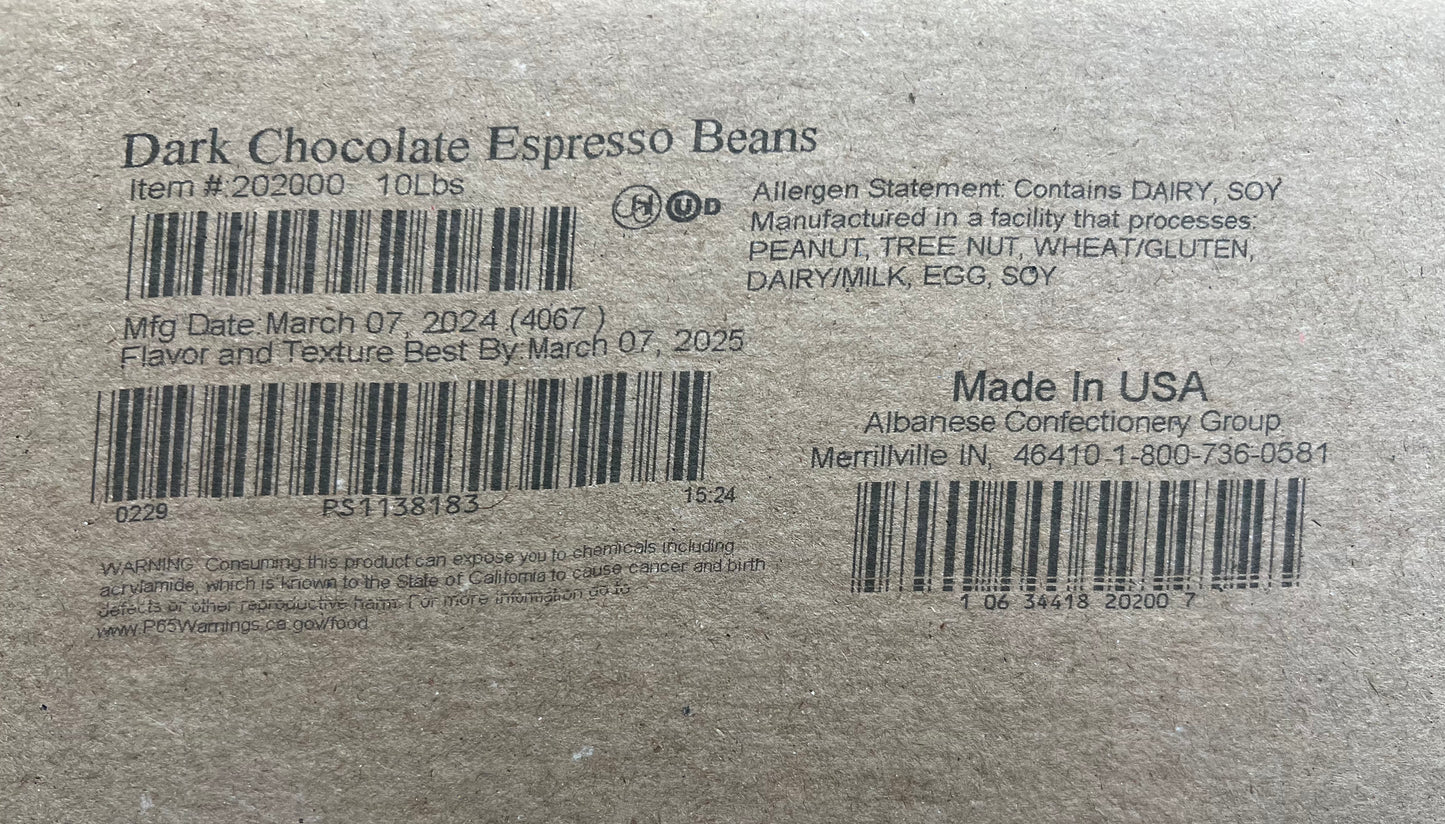 Dark Chocolate Espresso Beans
Item #:202000 10Lbs
U D
Allergen Statement: Contains DAIRY, SOY
Manufactured in a facility that processes:
PEANUT, TREE NUT, WHEAT/GLUTEN,
DAIRY/MILK, EGG, SOY
Mfg Date:March 07, 2024 (4067 )
Flavor and Texture Best By:March 07, 2025
0229 PS1138183 15:24
WARNING: Consuming this product can expose you to chemicals including
acrylamide, which is known to the State of California to cause cancer and birth
defects or other reproductive harm. For more information go to
www.P65Warnings.ca.gov/food
Made In USA
Albanese Confectionery Group
Merrillville IN, 46410 1-800-736-0581
1 06 34418 20200 7